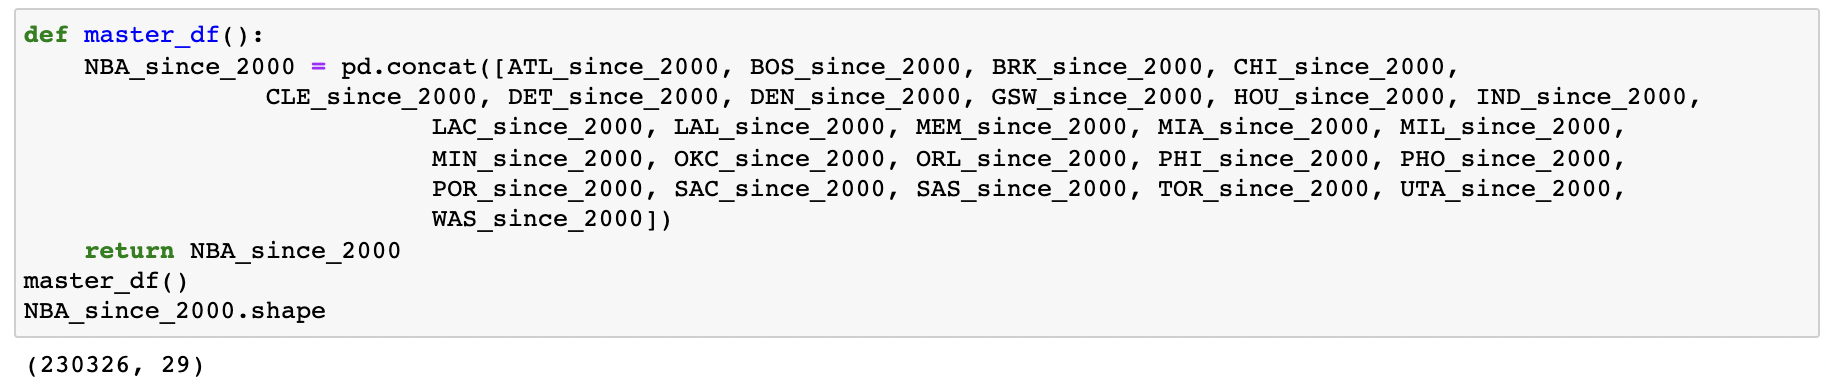 def master_df():
    NBA_since_2000 = pd.concat([ATL_since_2000, BOS_since_2000, BRK_since_2000, CHI_since_2000,
                CLE_since_2000, DET_since_2000, DEN_since_2000, GSW_since_2000, HOU_since_2000, IND_since_2000,
                           LAC_since_2000, LAL_since_2000, MEM_since_2000, MIA_since_2000, MIL_since_2000,
                           MIN_since_2000, OKC_since_2000, ORL_since_2000, PHI_since_2000, PHO_since_2000,
                           POR_since_2000, SAC_since_2000, SAS_since_2000, TOR_since_2000, UTA_since_2000,
                           WAS_since_2000])
    return NBA_since_2000
master_df()
NBA_since_2000.shape
(230326, 29)